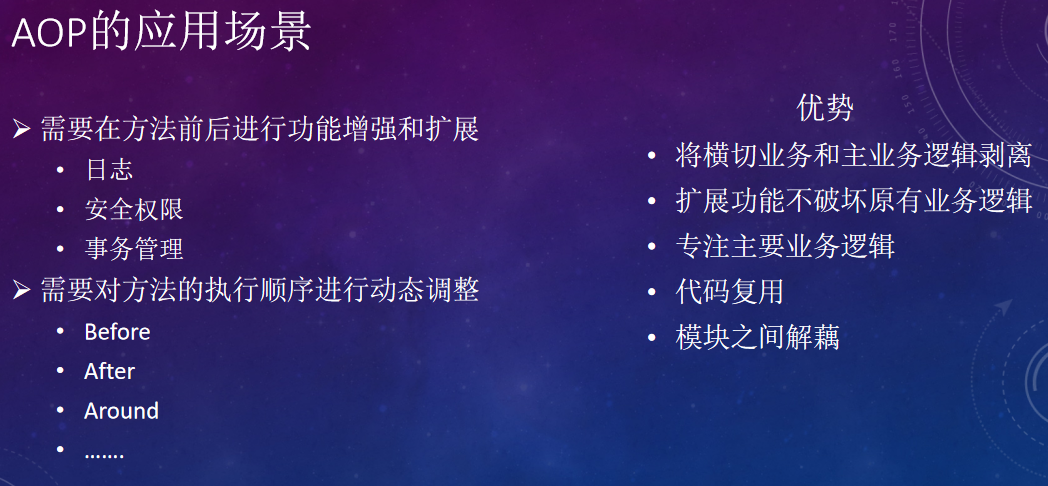 AOP的应用场景
➢ 需要在方法前后进行功能增强和扩展
• 日志
• 安全权限
• 事务管理
➢ 需要对方法的执行顺序进行动态调整
• Before
• After
• Around
• .......
优势
• 将横切业务和主业务逻辑剥离
• 扩展功能不破坏原有业务逻辑
• 专注主要业务逻辑
• 代码复用
• 模块之间解藕
170
160
150
140